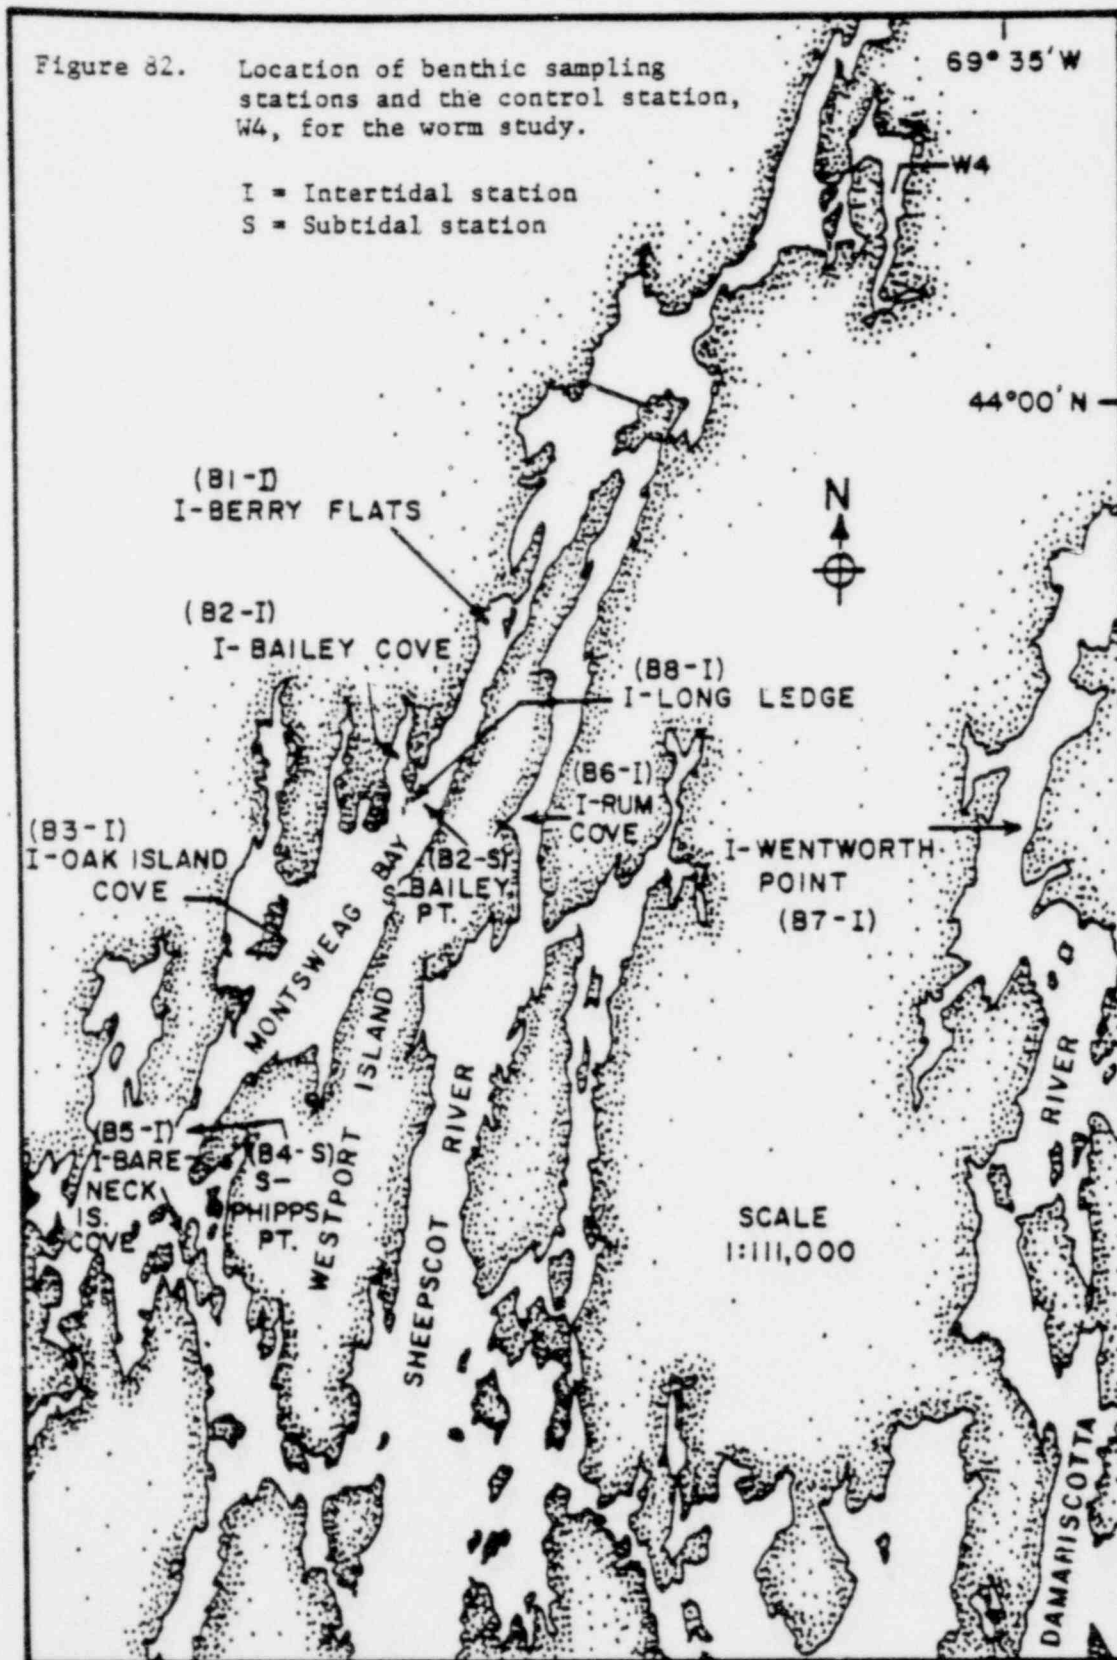 Figure 82. Location of benthic sampling
stations and the control station,
W4, for the worm study.
I = Intertidal station
S = Subtidal station
69° 35' W
W4
44°00' N
N
(B1-I)
I-BERRY FLATS
(B2-I)
I-BAILEY COVE
(B8-I)
I-LONG LEDGE
(B6-I)
I-RUM
COVE
(B3-I)
I-OAK ISLAND
COVE
(B2-S)
BAILEY
PT.
I-WENTWORTH
POINT
(B7-I)
MONTSWEAG BAY
(B5-I)
I-BARE
NECK
IS.
COVE
(B4-S)
S-
PHIPPS
PT.
WESTPORT ISLAND
SHEEPSCOT RIVER
SCALE
1:111,000
DAMARISCOTTA RIVER